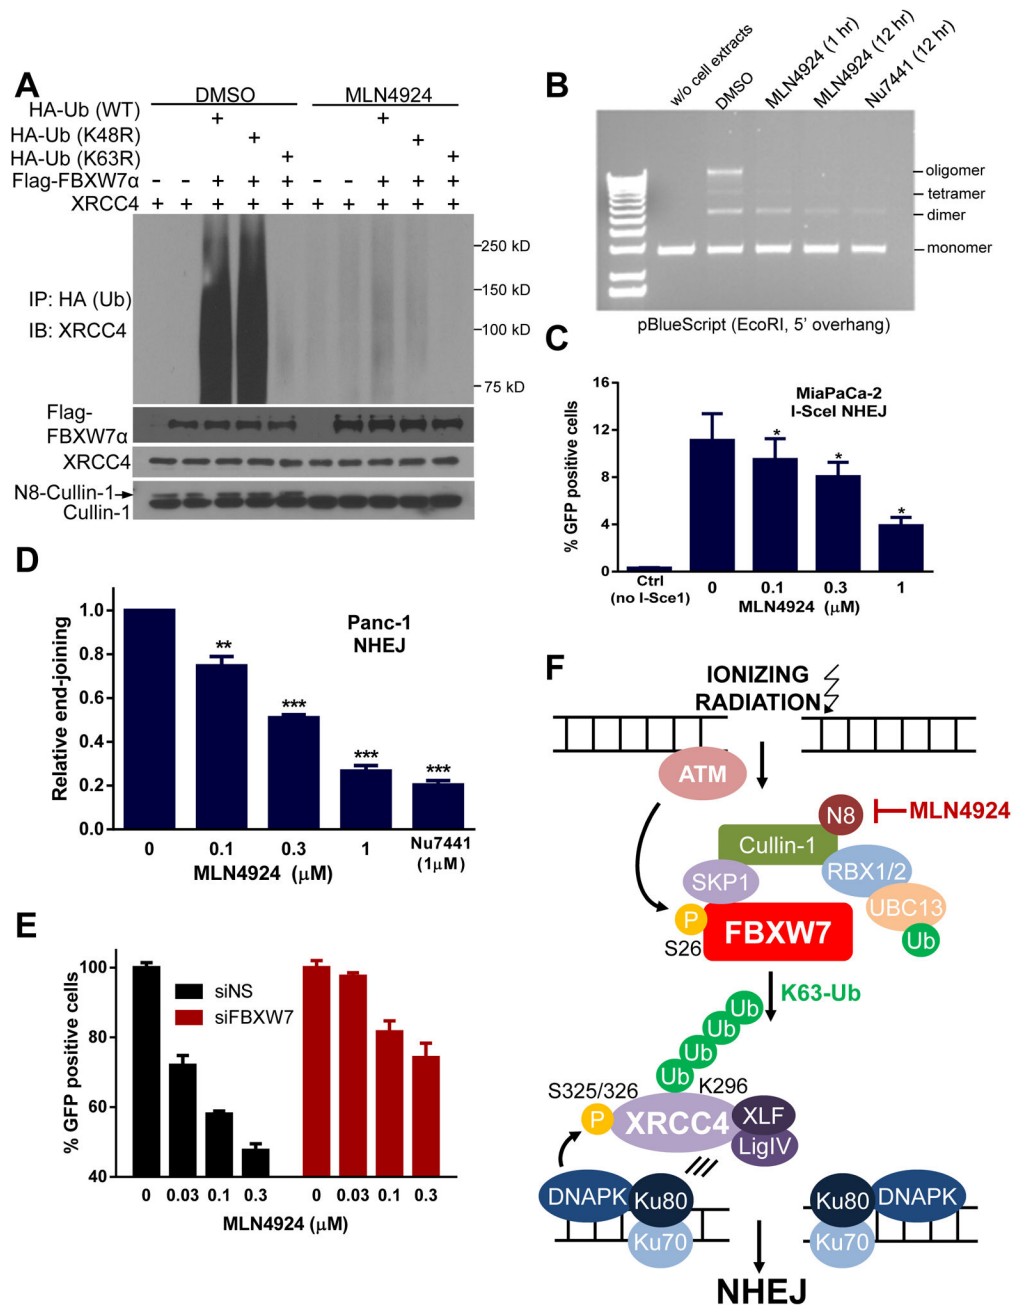 A
DMSO
MLN4924
HA-Ub (WT)
+ +
HA-Ub (K48R)
+ +
HA-Ub (K63R)
+ +
Flag-FBXW7α
- - + + + - - + + +
XRCC4
+ + + + + + + + + +
250 kD
150 kD
100 kD
75 kD
IP: HA (Ub)
IB: XRCC4
Flag-
FBXW7α
XRCC4
N8-Cullin-1
Cullin-1
B
w/o cell extracts
DMSO
MLN4924 (1 hr)
MLN4924 (12 hr)
Nu7441 (12 hr)
oligomer
tetramer
dimer
monomer
pBlueScript (EcoRI, 5' overhang)
C
MiaPaCa-2
I-SceI NHEJ
% GFP positive cells
16
12
8
4
0
* * *
Ctrl
(no I-Sce1)
0 0.1 0.3 1
MLN4924 (μM)
D
Panc-1
NHEJ
Relative end-joining
1.0
0.8
0.6
0.4
0.2
0.0
** *** *** ***
0 0.1 0.3 1 Nu7441
(1μM)
MLN4924 (μM)
E
siNS
siFBXW7
% GFP positive cells
100
80
60
40
0 0.03 0.1 0.3 0 0.03 0.1 0.3
MLN4924 (μM)
F
IONIZING
RADIATION
ATM
N8
MLN4924
Cullin-1
SKP1
RBX1/2
UBC13
Ub
P
S26
FBXW7
K63-Ub
Ub
Ub
Ub
Ub
S325/326
K296
P
XRCC4
XLF
LigIV
DNAPK
Ku80
Ku70
Ku80
DNAPK
Ku70
NHEJ